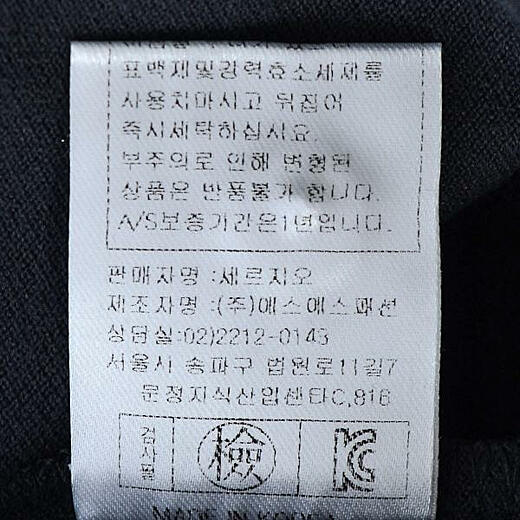 표백제및강력효소세제를
사용치마시고 뒤집어
즉시세탁하십시요.
부주의로 인해 변형된
상품은 반품불가 합니다.
A/S보증기간은1년입니다.
판매자명 :세르지오
제조자명 :(주)에스에스패션
상담실:02)2212-0143
서울시 송파구 법원로11길7
문정지식산업센타C,816
검사필 檢 KC
MADE IN KOREA